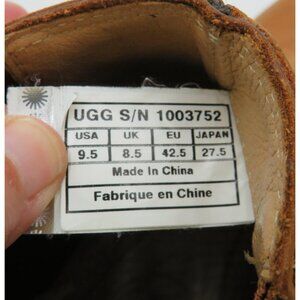 UGG S/N 1003752
USA UK EU JAPAN
9.5 8.5 42.5 27.5
Made In China
Fabrique en Chine